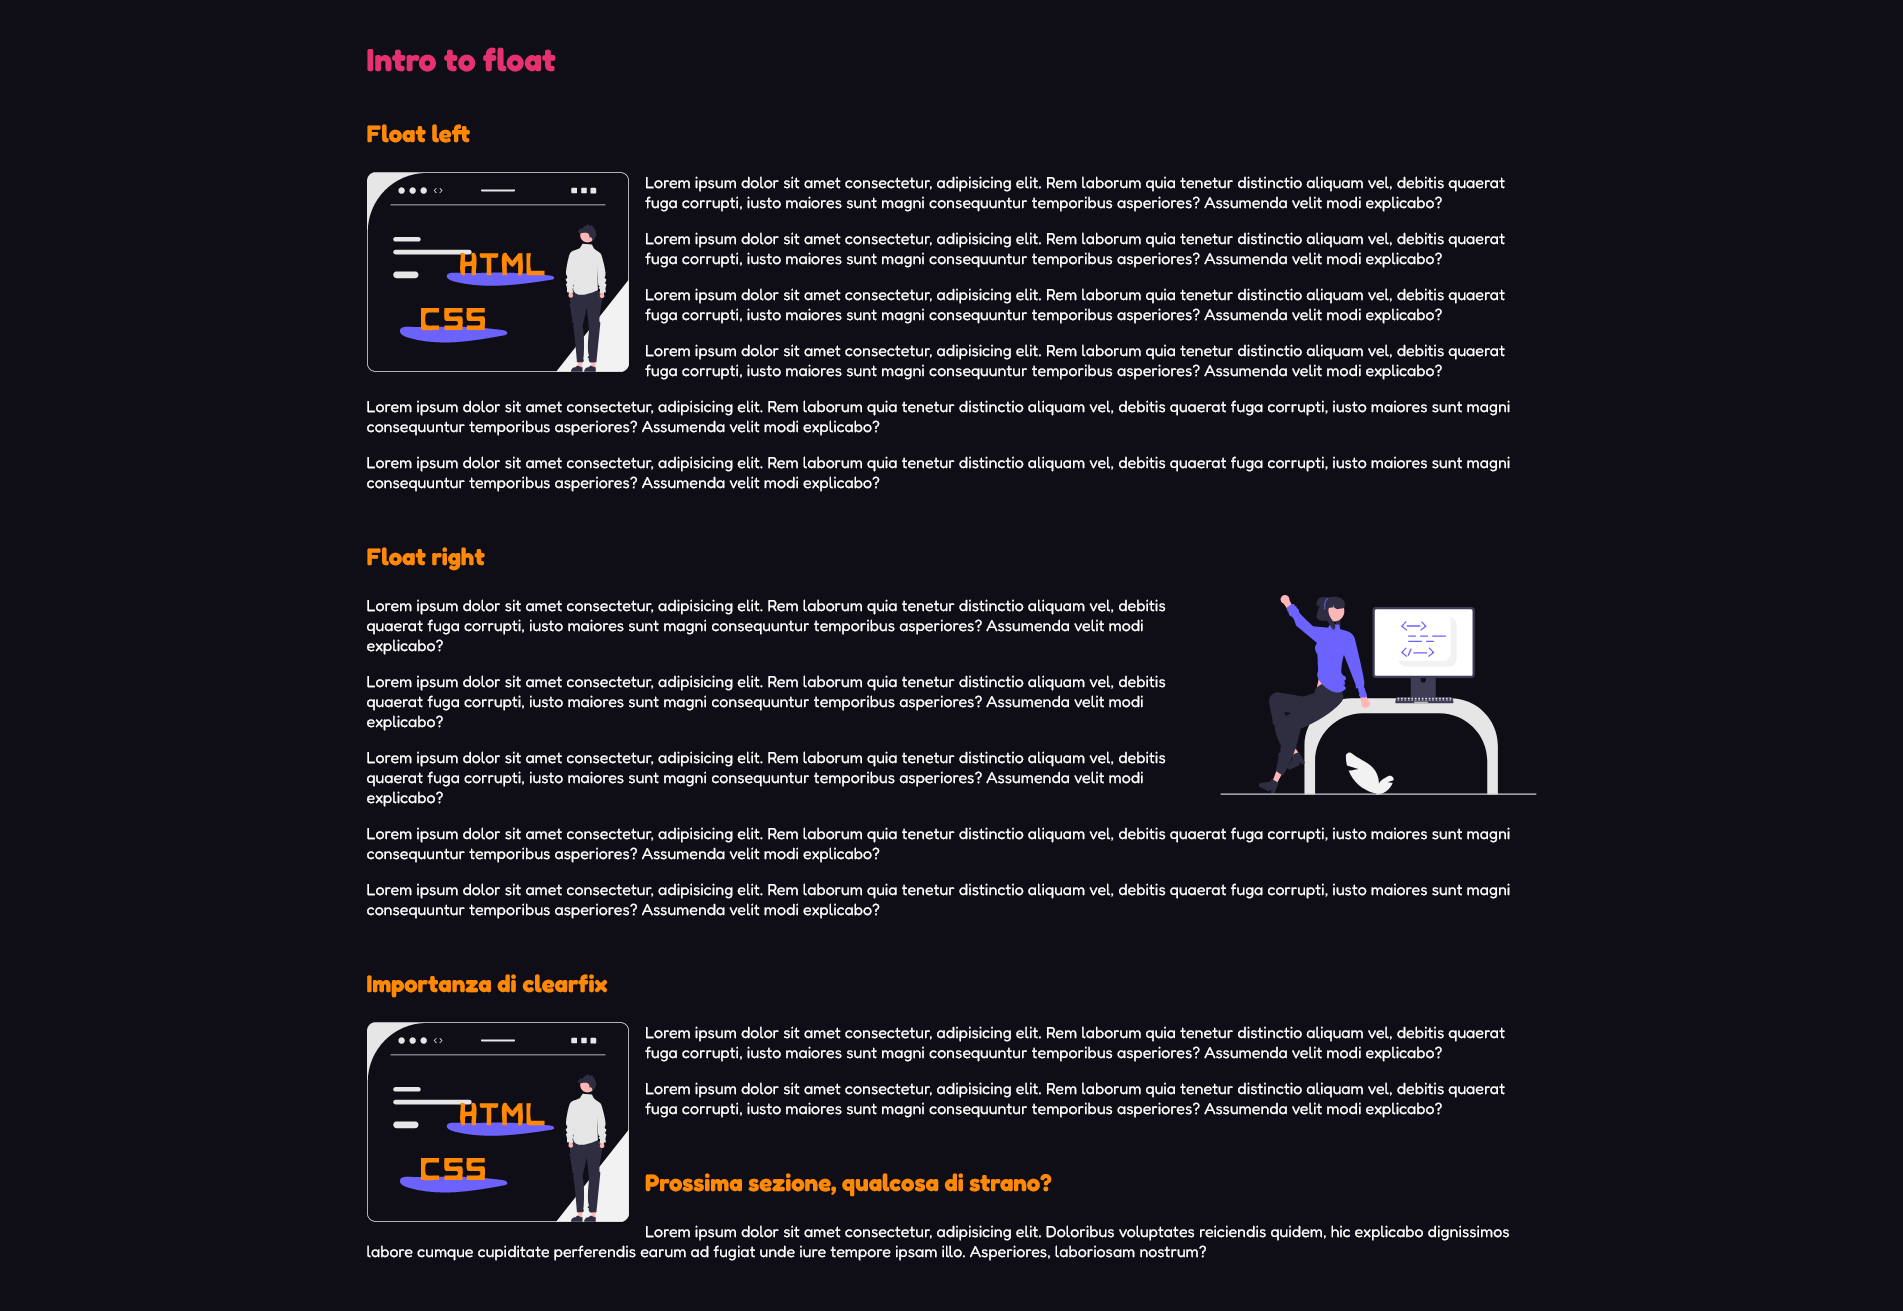 Intro to float
Float left
HTML
CSS
Lorem ipsum dolor sit amet consectetur, adipisicing elit. Rem laborum quia tenetur distinctio aliquam vel, debitis quaerat
fuga corrupti, iusto maiores sunt magni consequuntur temporibus asperiores? Assumenda velit modi explicabo?
Lorem ipsum dolor sit amet consectetur, adipisicing elit. Rem laborum quia tenetur distinctio aliquam vel, debitis quaerat
fuga corrupti, iusto maiores sunt magni consequuntur temporibus asperiores? Assumenda velit modi explicabo?
Lorem ipsum dolor sit amet consectetur, adipisicing elit. Rem laborum quia tenetur distinctio aliquam vel, debitis quaerat
fuga corrupti, iusto maiores sunt magni consequuntur temporibus asperiores? Assumenda velit modi explicabo?
Lorem ipsum dolor sit amet consectetur, adipisicing elit. Rem laborum quia tenetur distinctio aliquam vel, debitis quaerat
fuga corrupti, iusto maiores sunt magni consequuntur temporibus asperiores? Assumenda velit modi explicabo?
Lorem ipsum dolor sit amet consectetur, adipisicing elit. Rem laborum quia tenetur distinctio aliquam vel, debitis quaerat fuga corrupti, iusto maiores sunt magni
consequuntur temporibus asperiores? Assumenda velit modi explicabo?
Lorem ipsum dolor sit amet consectetur, adipisicing elit. Rem laborum quia tenetur distinctio aliquam vel, debitis quaerat fuga corrupti, iusto maiores sunt magni
consequuntur temporibus asperiores? Assumenda velit modi explicabo?
Float right
Lorem ipsum dolor sit amet consectetur, adipisicing elit. Rem laborum quia tenetur distinctio aliquam vel, debitis
quaerat fuga corrupti, iusto maiores sunt magni consequuntur temporibus asperiores? Assumenda velit modi
explicabo?
Lorem ipsum dolor sit amet consectetur, adipisicing elit. Rem laborum quia tenetur distinctio aliquam vel, debitis
quaerat fuga corrupti, iusto maiores sunt magni consequuntur temporibus asperiores? Assumenda velit modi
explicabo?
Lorem ipsum dolor sit amet consectetur, adipisicing elit. Rem laborum quia tenetur distinctio aliquam vel, debitis
quaerat fuga corrupti, iusto maiores sunt magni consequuntur temporibus asperiores? Assumenda velit modi
explicabo?
Lorem ipsum dolor sit amet consectetur, adipisicing elit. Rem laborum quia tenetur distinctio aliquam vel, debitis quaerat fuga corrupti, iusto maiores sunt magni
consequuntur temporibus asperiores? Assumenda velit modi explicabo?
Lorem ipsum dolor sit amet consectetur, adipisicing elit. Rem laborum quia tenetur distinctio aliquam vel, debitis quaerat fuga corrupti, iusto maiores sunt magni
consequuntur temporibus asperiores? Assumenda velit modi explicabo?
Importanza di clearfix
HTML
CSS
Lorem ipsum dolor sit amet consectetur, adipisicing elit. Rem laborum quia tenetur distinctio aliquam vel, debitis quaerat
fuga corrupti, iusto maiores sunt magni consequuntur temporibus asperiores? Assumenda velit modi explicabo?
Lorem ipsum dolor sit amet consectetur, adipisicing elit. Rem laborum quia tenetur distinctio aliquam vel, debitis quaerat
fuga corrupti, iusto maiores sunt magni consequuntur temporibus asperiores? Assumenda velit modi explicabo?
Prossima sezione, qualcosa di strano?
Lorem ipsum dolor sit amet consectetur, adipisicing elit. Doloribus voluptates reiciendis quidem, hic explicabo dignissimos
labore cumque cupiditate perferendis earum ad fugiat unde iure tempore ipsam illo. Asperiores, laboriosam nostrum?